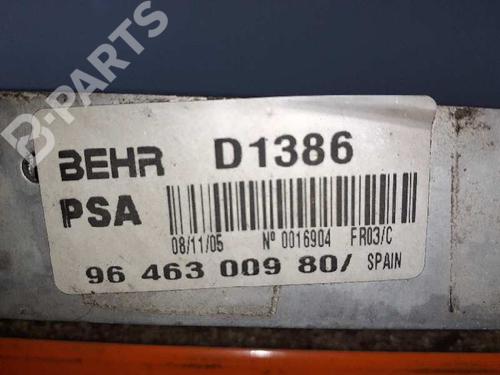 B-PARTS
BEHR D1386
PSA
08/11/05 Nº 0016904 FR03/C
96 463 009 80/ SPAIN